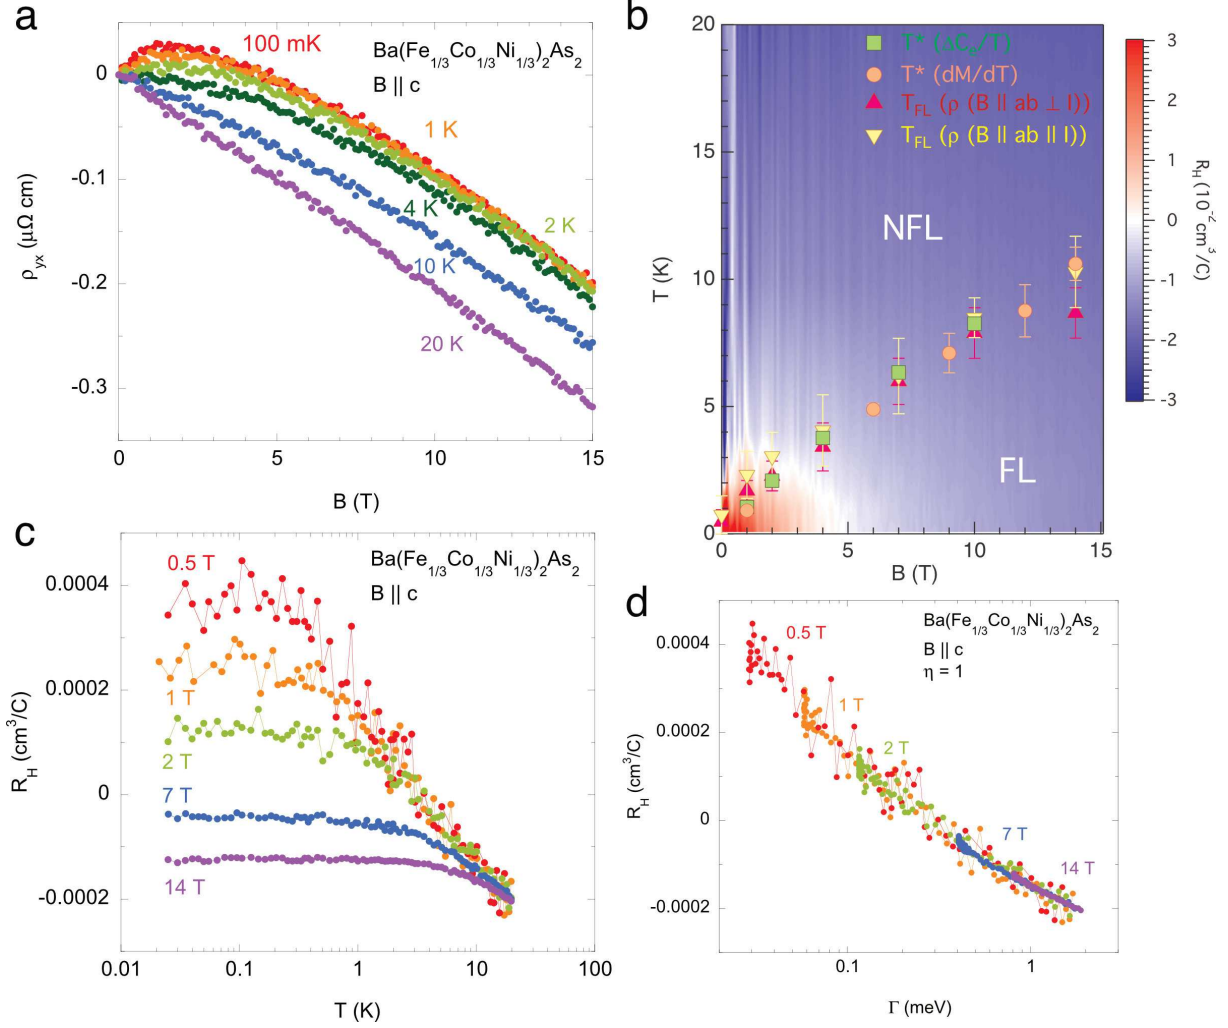 a
100 mK
Ba(Fe1/3Co1/3Ni1/3)2As2
B || c
1 K
4 K
2 K
10 K
20 K
0
-0.1
-0.2
-0.3
ρyx (μΩ cm)
0
5
10
15
B (T)
b
20
15
10
5
0
T (K)
T* (ΔCe/T)
T* (dM/dT)
TFL (ρ (B || ab ⊥ I))
TFL (ρ (B || ab || I))
NFL
FL
0
5
10
15
B (T)
3
2
1
0
-1
-2
-3
RH (10-2 cm3/C)
c
0.5 T
Ba(Fe1/3Co1/3Ni1/3)2As2
B || c
1 T
2 T
7 T
14 T
0.0004
0.0002
0
-0.0002
RH (cm3/C)
0.01
0.1
1
10
100
T (K)
d
0.5 T
Ba(Fe1/3Co1/3Ni1/3)2As2
B || c
η = 1
1 T
2 T
7 T
14 T
0.0004
0.0002
0
-0.0002
RH (cm3/C)
0.1
1
Γ (meV)